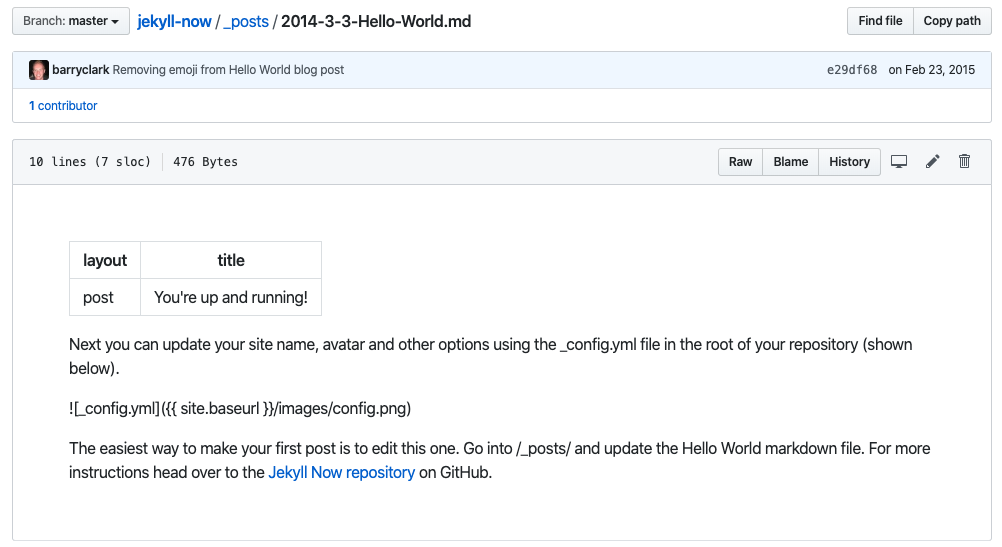 Branch: master jekyll-now / _posts / 2014-3-3-Hello-World.md Find file Copy path
barryclark Removing emoji from Hello World blog post e29df68 on Feb 23, 2015
1 contributor
10 lines (7 sloc) 476 Bytes Raw Blame History
layout title
post You're up and running!
Next you can update your site name, avatar and other options using the _config.yml file in the root of your repository (shown
below).
![_config.yml]({{ site.baseurl }}/images/config.png)
The easiest way to make your first post is to edit this one. Go into /_posts/ and update the Hello World markdown file. For more
instructions head over to the Jekyll Now repository on GitHub.